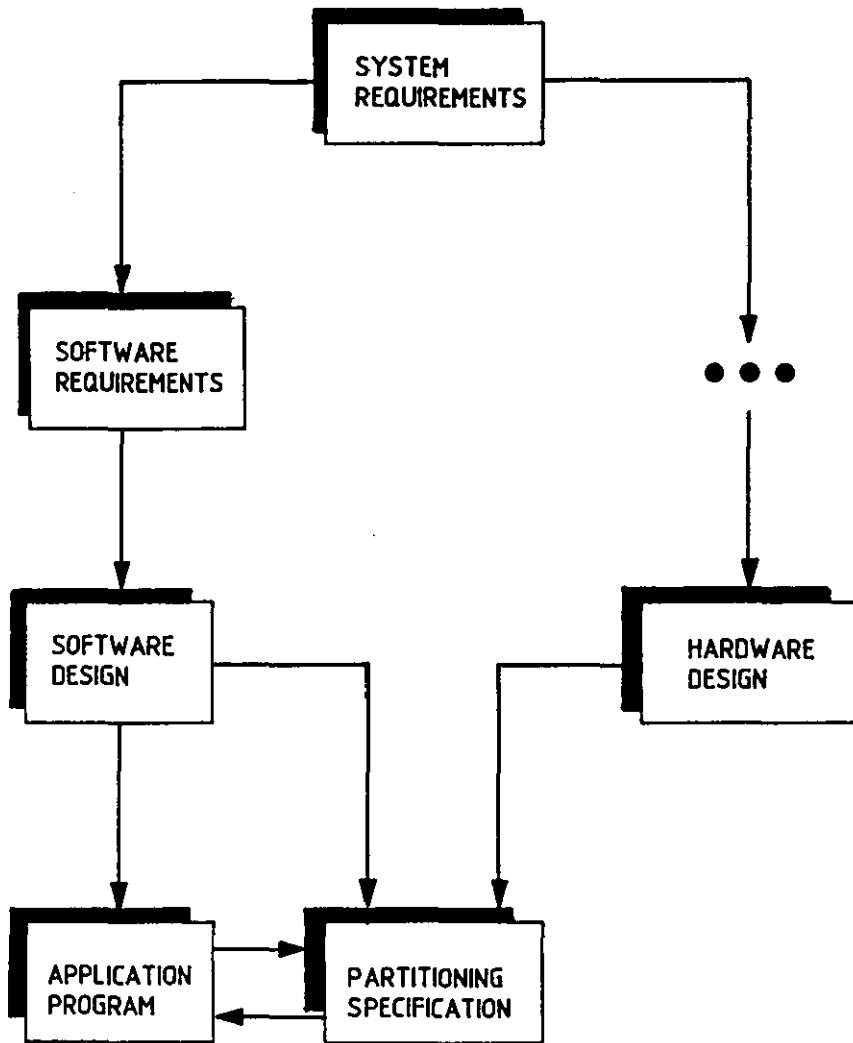 SYSTEM
REQUIREMENTS
SOFTWARE
REQUIREMENTS
SOFTWARE
DESIGN
HARDWARE
DESIGN
APPLICATION
PROGRAM
PARTITIONING
SPECIFICATION